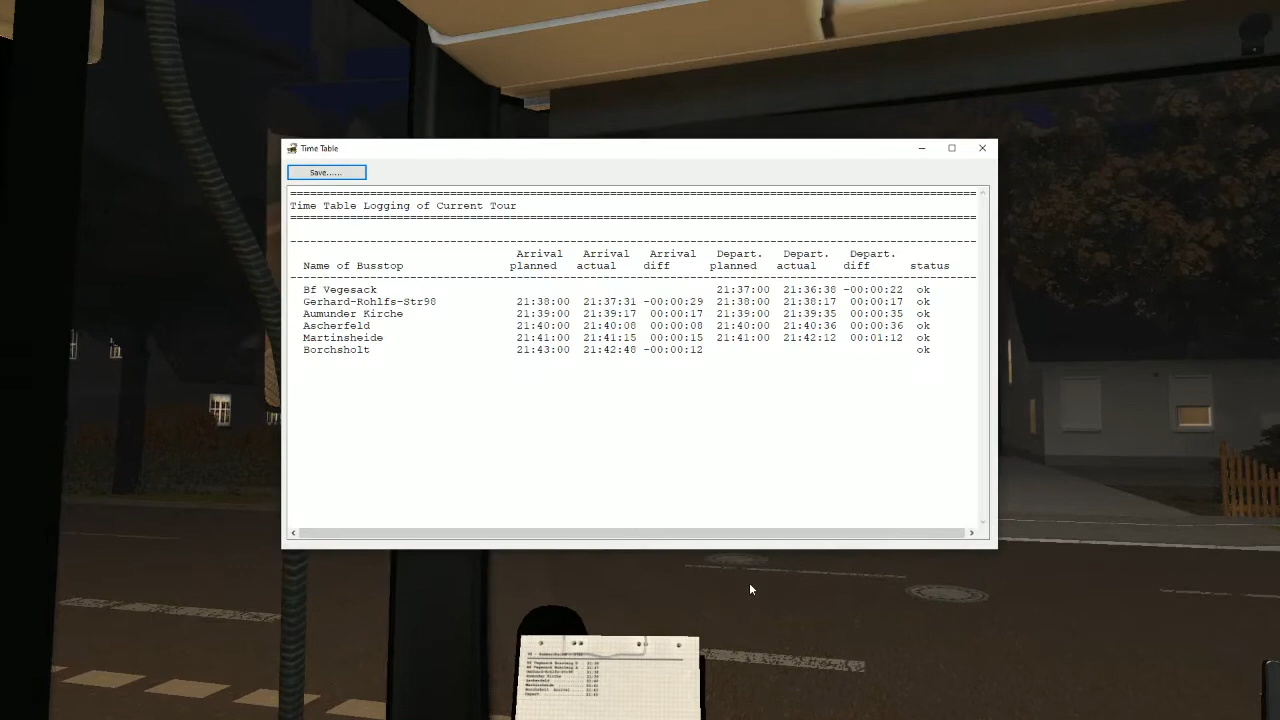 Time Table
Save......
Time Table Logging of Current Tour
Arrival Arrival Arrival Depart. Depart. Depart.
Name of Busstop planned actual diff planned actual diff status
Bf Vegesack 21:37:00 21:36:38 -00:00:22 ok
Gerhard-Rohlfs-Str98 21:38:00 21:37:31 -00:00:29 21:38:00 21:38:17 00:00:17 ok
Aumunder Kirche 21:39:00 21:39:17 00:00:17 21:39:00 21:39:35 00:00:35 ok
Ascherfeld 21:40:00 21:40:08 00:00:08 21:40:00 21:40:36 00:00:36 ok
Martinsheide 21:41:00 21:41:15 00:00:15 21:41:00 21:42:12 00:01:12 ok
Borchsholt 21:43:00 21:42:48 -00:00:12 ok